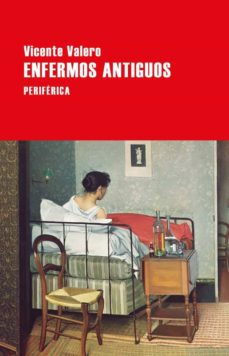 Vicente Valero
ENFERMOS ANTIGUOS
PERIFÉRICA